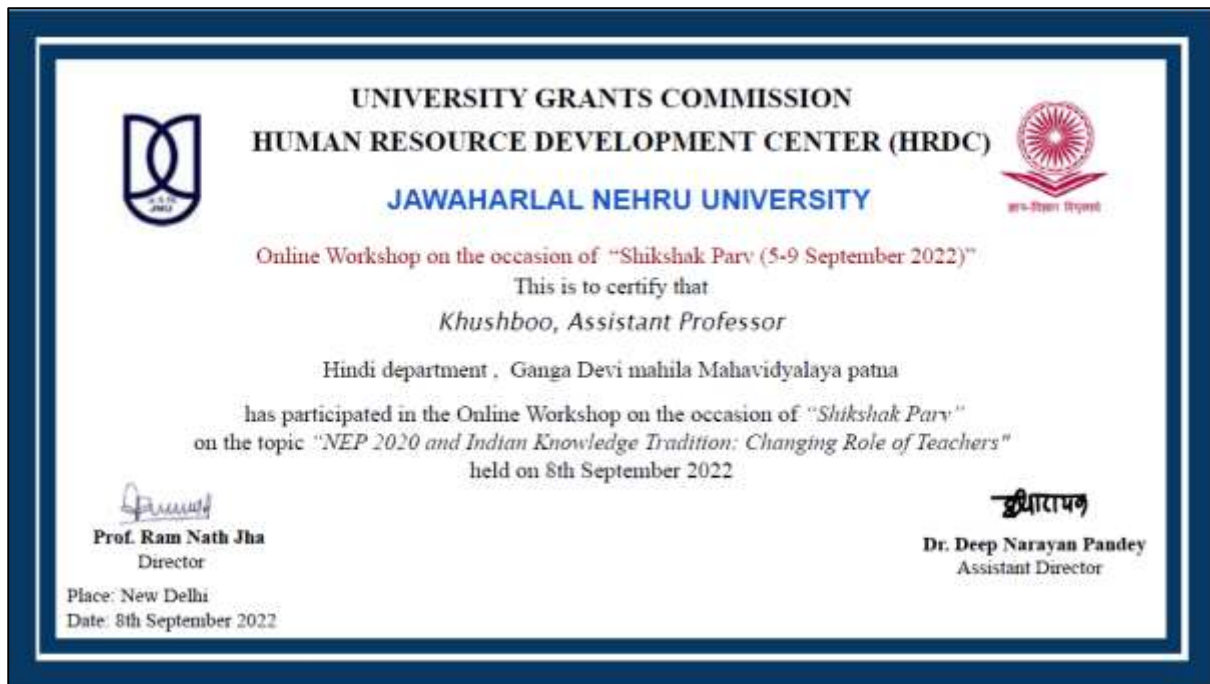 UNIVERSITY GRANTS COMMISSION
HUMAN RESOURCE DEVELOPMENT CENTER (HRDC)
JAWAHARLAL NEHRU UNIVERSITY
JNU
ज्ञान-विज्ञान विमुक्तये
Online Workshop on the occasion of “Shikshak Parv (5-9 September 2022)”
This is to certify that
Khushboo, Assistant Professor
Hindi department , Ganga Devi mahila Mahavidyalaya patna
has participated in the Online Workshop on the occasion of “Shikshak Parv”
on the topic “NEP 2020 and Indian Knowledge Tradition: Changing Role of Teachers"
held on 8th September 2022
Prof. Ram Nath Jha
Director
Place: New Delhi
Date: 8th September 2022
Dr. Deep Narayan Pandey
Assistant Director